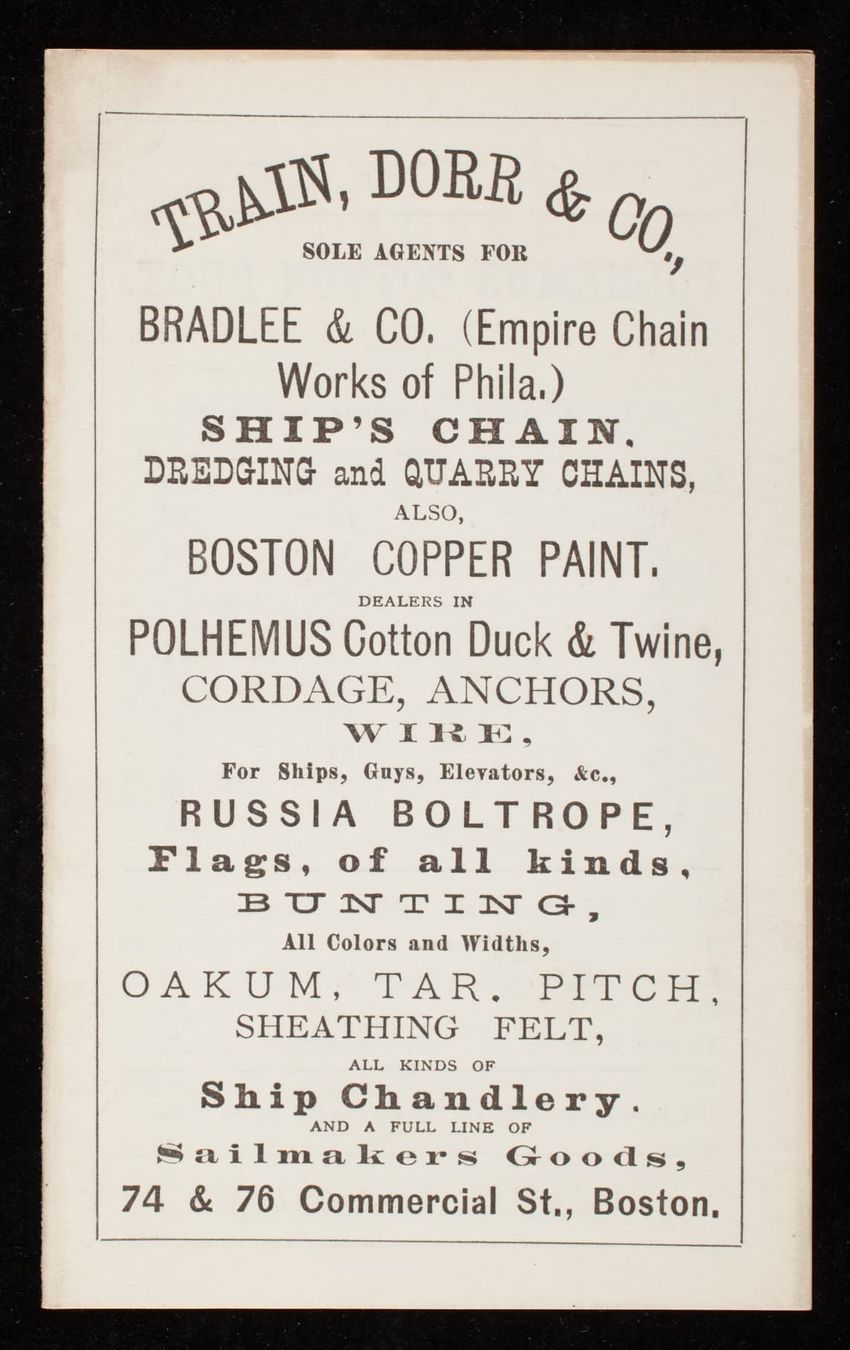 TRAIN, DORR & CO.,
SOLE AGENTS FOR
BRADLEE & CO. (Empire Chain
Works of Phila.)
SHIP'S CHAIN.
DREDGING and QUARRY CHAINS,
ALSO,
BOSTON COPPER PAINT.
DEALERS IN
POLHEMUS Cotton Duck & Twine,
CORDAGE, ANCHORS,
WIRE,
For Ships, Guys, Elevators, &c.,
RUSSIA BOLTROPE,
Flags, of all kinds,
BUNTING,
All Colors and Widths,
OAKUM, TAR. PITCH,
SHEATHING FELT,
ALL KINDS OF
Ship Chandlery.
AND A FULL LINE OF
Sailmakers Goods,
74 & 76 Commercial St., Boston.